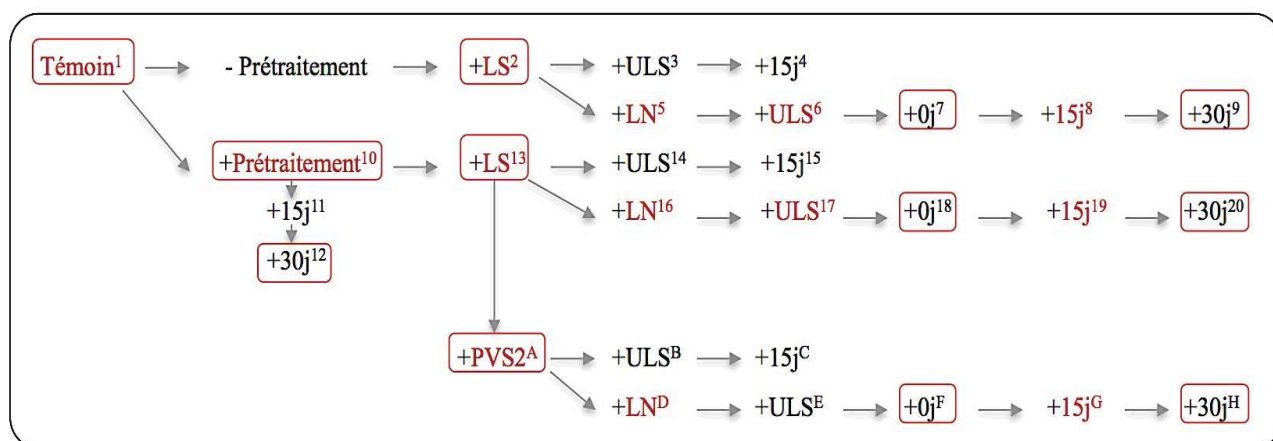 Témoin¹ - Prétraitement +LS² +ULS³ +15j⁴
+LN⁵ +ULS⁶ +0j⁷ +15j⁸ +30j⁹
+Prétraitement¹⁰ +LS¹³ +ULS¹⁴ +15j¹⁵
+15j¹¹ +LN¹⁶ +ULS¹⁷ +0j¹⁸ +15j¹⁹ +30j²⁰
+30j¹²
+PVS2ᴬ +ULSᴮ +15jC
+LNᴰ +ULSᴱ +0jF +15jᴳ +30jᴴ